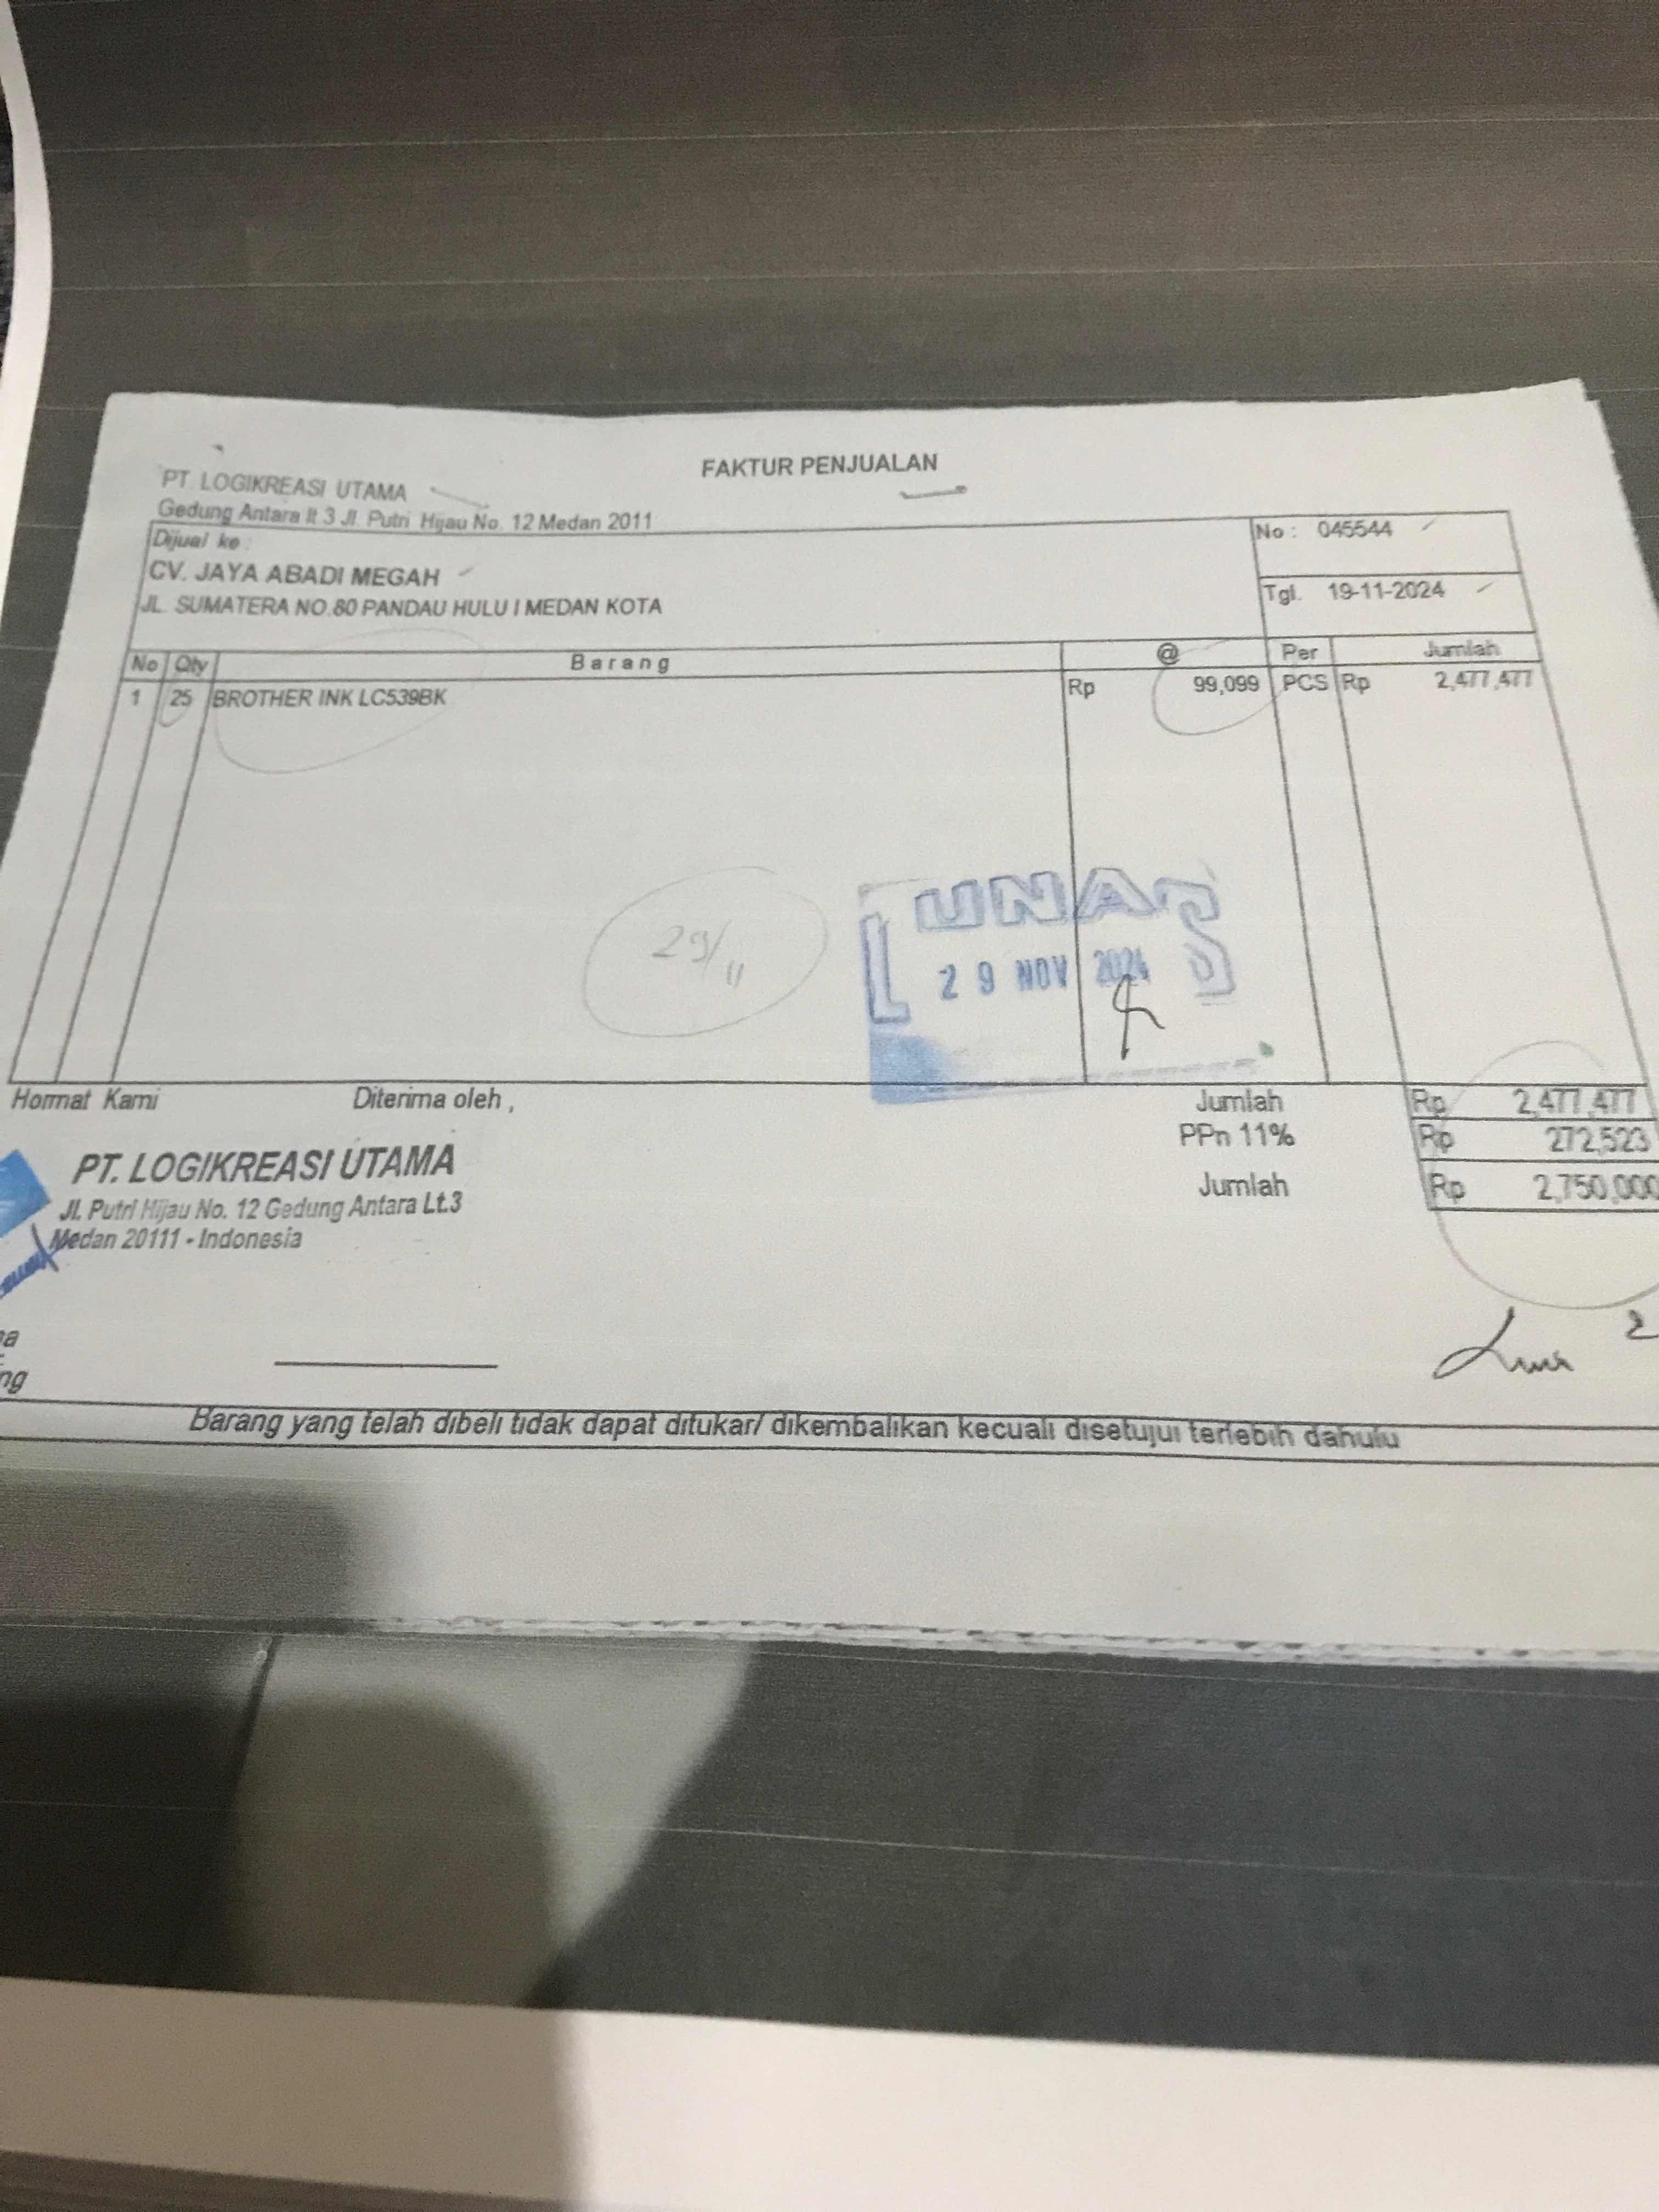 FAKTUR PENJUALAN
PT. LOGIKREASI UTAMA
Gedung Antara lt 3 Jl. Putri Hijau No. 12 Medan 2011
Dijual ke :
CV. JAYA ABADI MEGAH
JL. SUMATERA NO.80 PANDAU HULU I MEDAN KOTA
No : 045544
Tgl. 19-11-2024
No Qty Barang @ Per Jumlah
1 25 BROTHER INK LC539BK Rp 99,099 PCS Rp 2,477,477
29/11
LUNAS
29 NOV 2024
Hormat Kami Diterima oleh , Jumlah Rp 2,477,477
PPn 11% Rp 272,523
Jumlah Rp 2,750,000
PT. LOGIKREASI UTAMA
Jl. Putri Hijau No. 12 Gedung Antara Lt.3
Medan 20111 - Indonesia
Barang yang telah dibeli tidak dapat ditukar/ dikembalikan kecuali disetujui terlebih dahulu